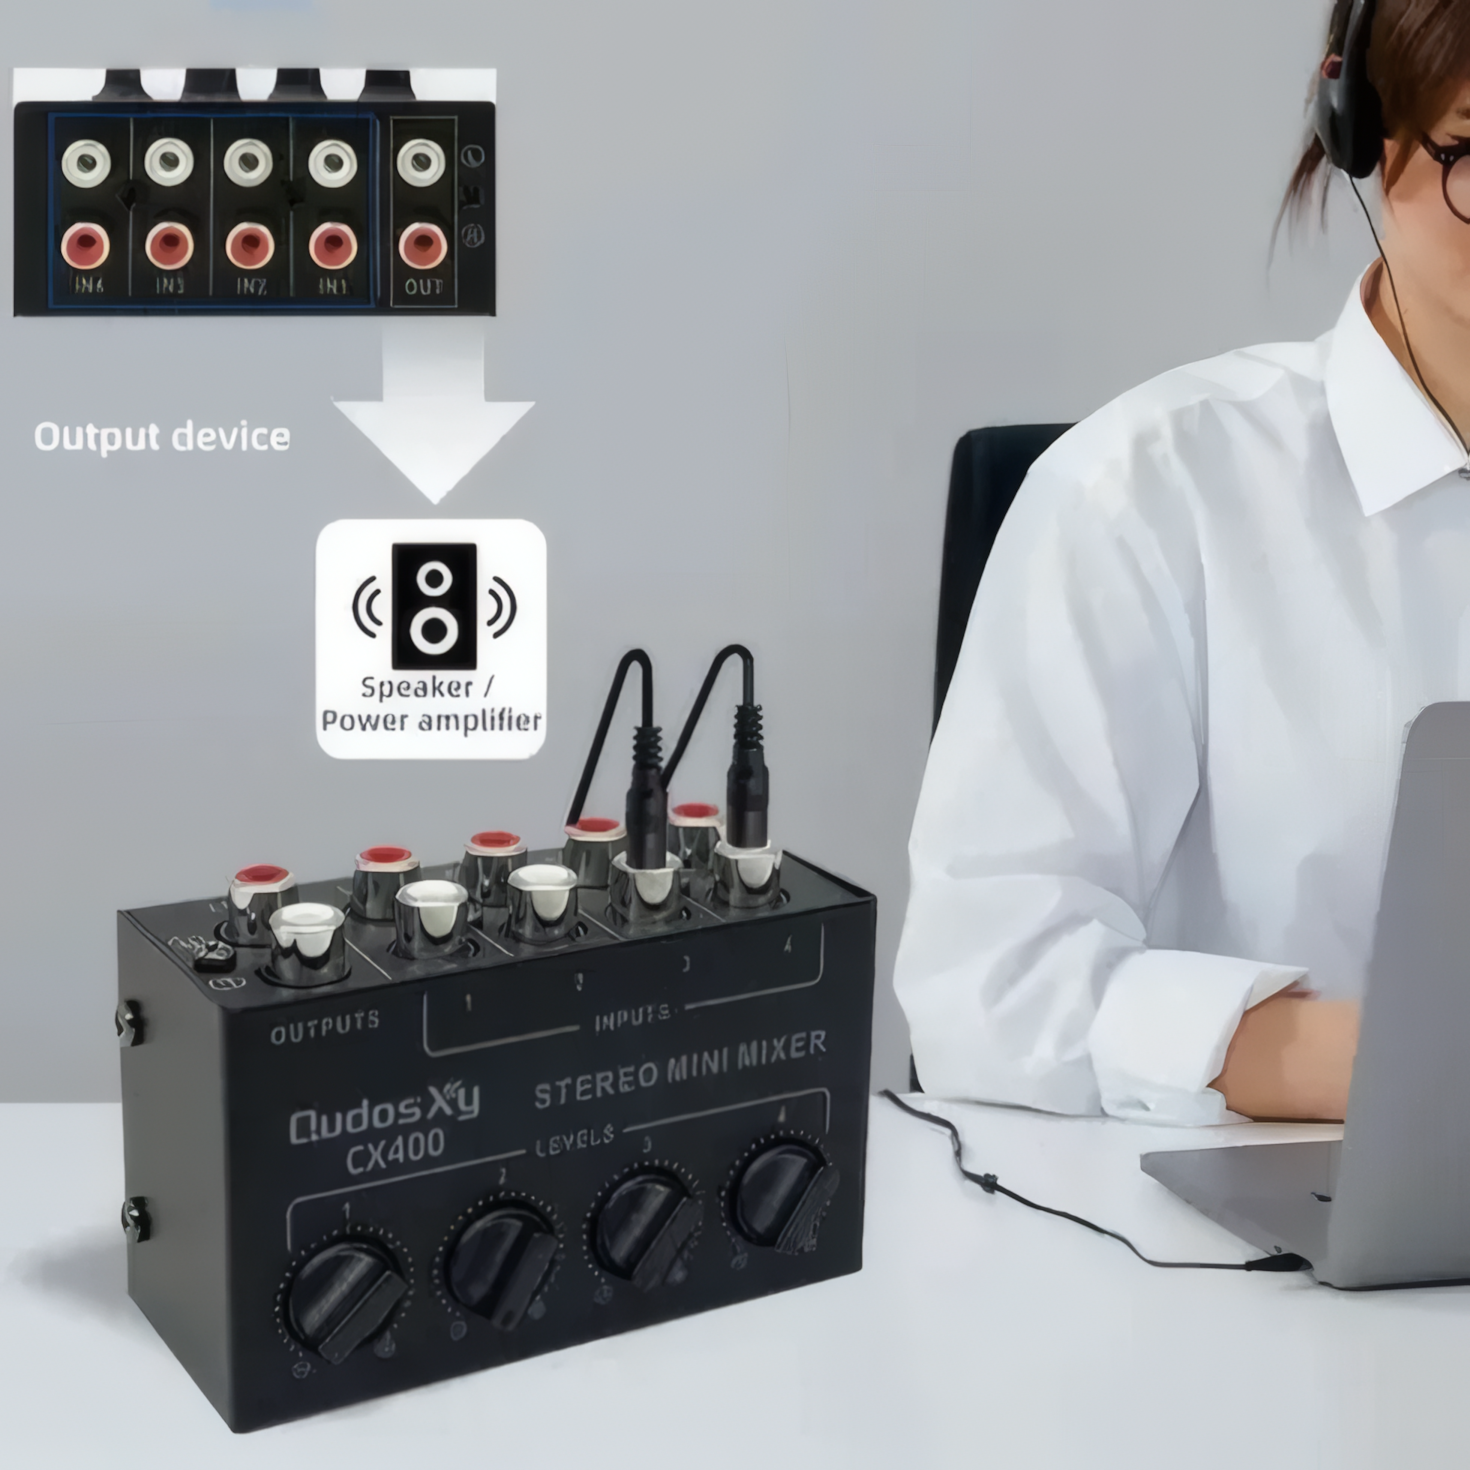 IN4 IN3 IN2 IN1 OUT
Output device
Speaker /
Power amplifier
1 2 3 4
OUTPUTS
INPUTS
STEREO MINI MIXER
QudosXy
CX400
LEVELS
1 2 3 4